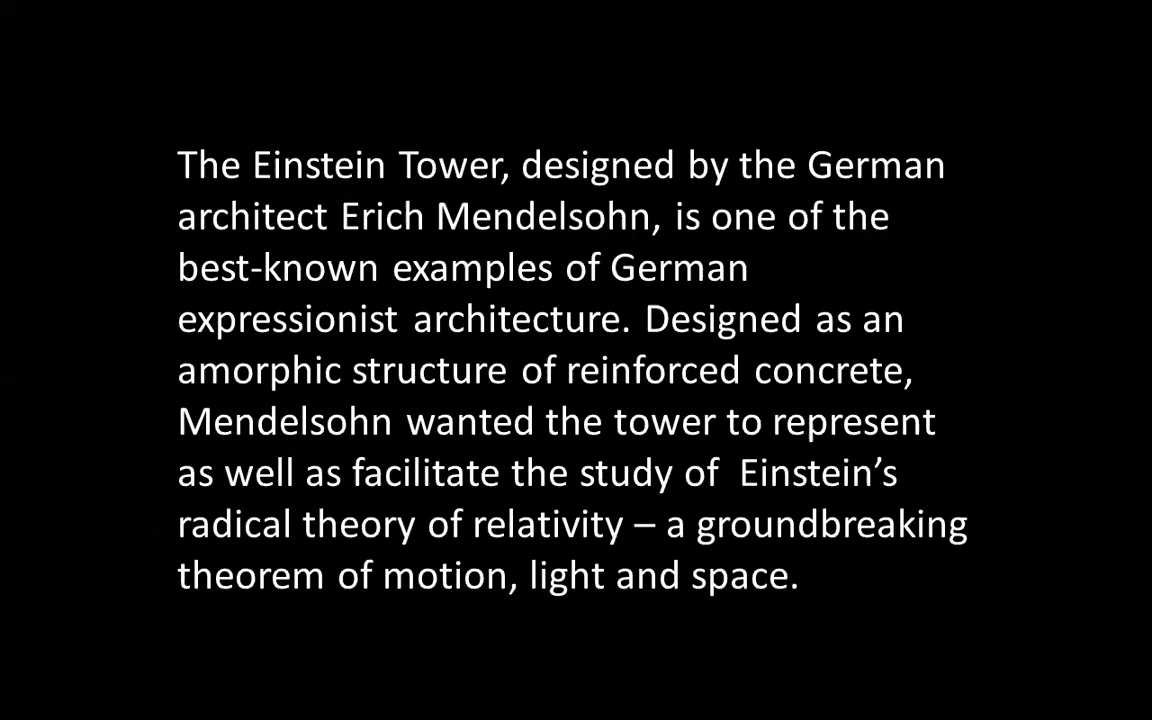 The Einstein Tower, designed by the German
architect Erich Mendelsohn, is one of the
best-known examples of German
expressionist architecture. Designed as an
amorphic structure of reinforced concrete,
Mendelsohn wanted the tower to represent
as well as facilitate the study of  Einstein’s
radical theory of relativity – a groundbreaking
theorem of motion, light and space.